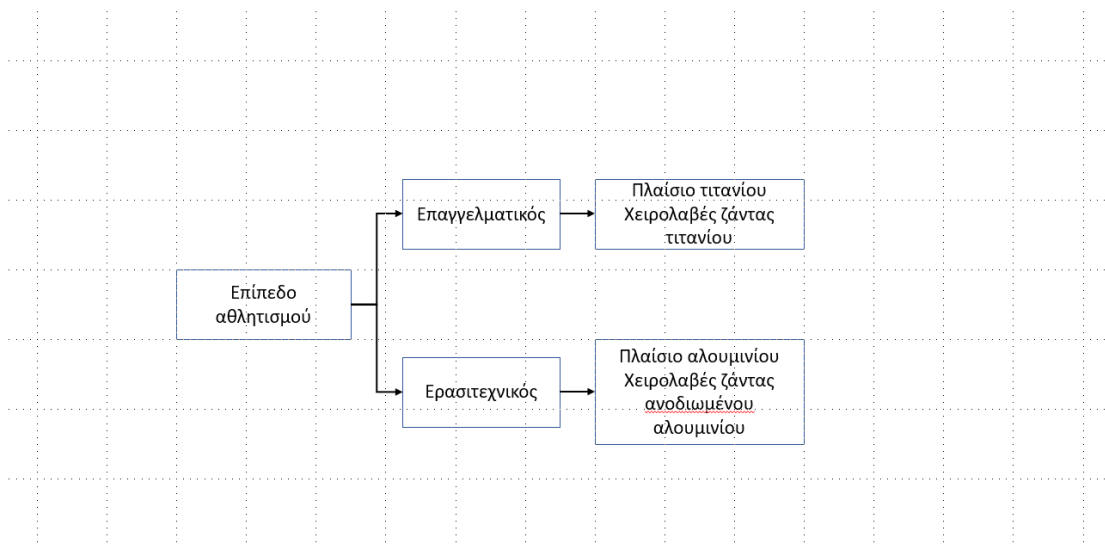 Επίπεδο
αθλητισμού
Επαγγελματικός
Πλαίσιο τιτανίου
Χειρολαβές ζάντας
τιτανίου
Ερασιτεχνικός
Πλαίσιο αλουμινίου
Χειρολαβές ζάντας
ανοδιωμένου
αλουμινίου